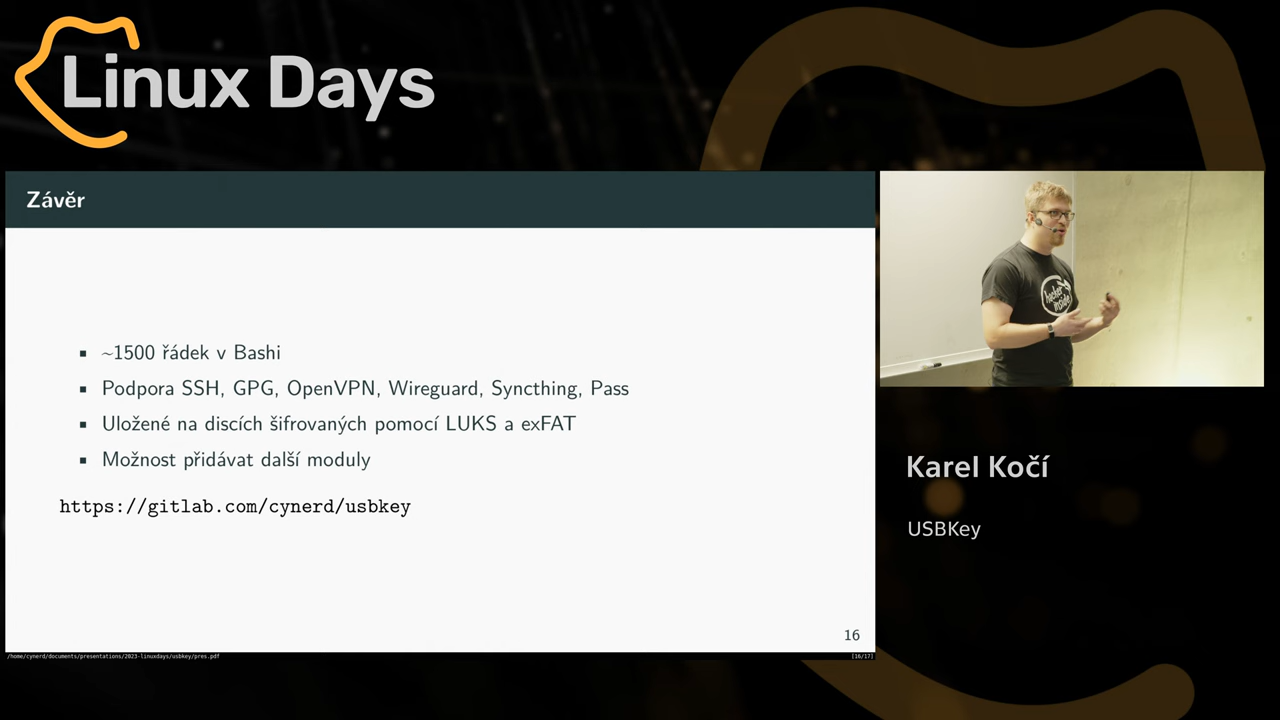 Linux Days
Závěr
~1500 řádek v Bashi
Podpora SSH, GPG, OpenVPN, Wireguard, Syncthing, Pass
Uložené na discích šifrovaných pomocí LUKS a exFAT
Možnost přidávat další moduly
https://gitlab.com/cynerd/usbkey
16
/home/cynerd/documents/presentations/2023-linuxdays/usbkey/pres.pdf
[16/17]
hacker
inside
Karel Kočí
USBKey